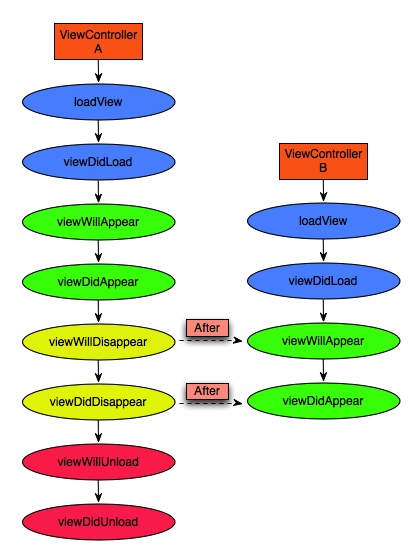 ViewController
A
loadView
viewDidLoad
viewWillAppear
viewDidAppear
viewWillDisappear
viewDidDisappear
viewWillUnload
viewDidUnload
After
After
ViewController
B
loadView
viewDidLoad
viewWillAppear
viewDidAppear